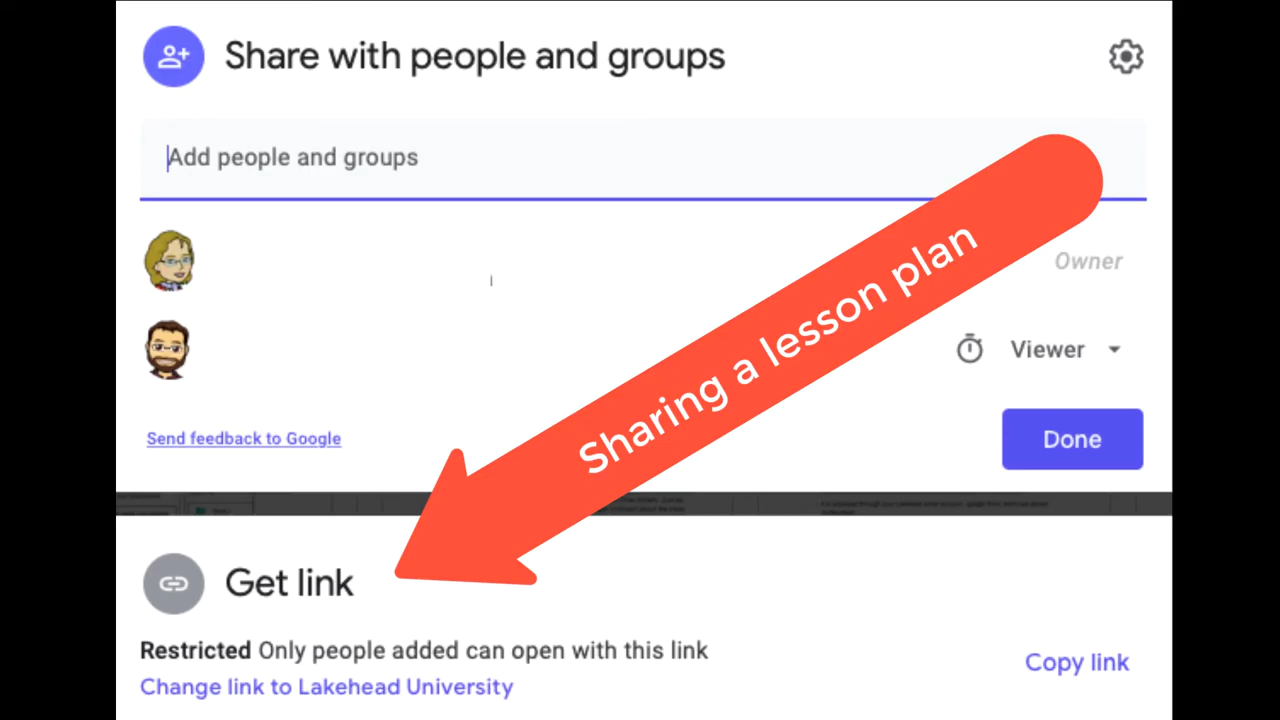 Share with people and groups
Add people and groups
Owner
Viewer
Sharing a lesson plan
Send feedback to Google
Done
Get link
Restricted Only people added can open with this link
Change link to Lakehead University
Copy link